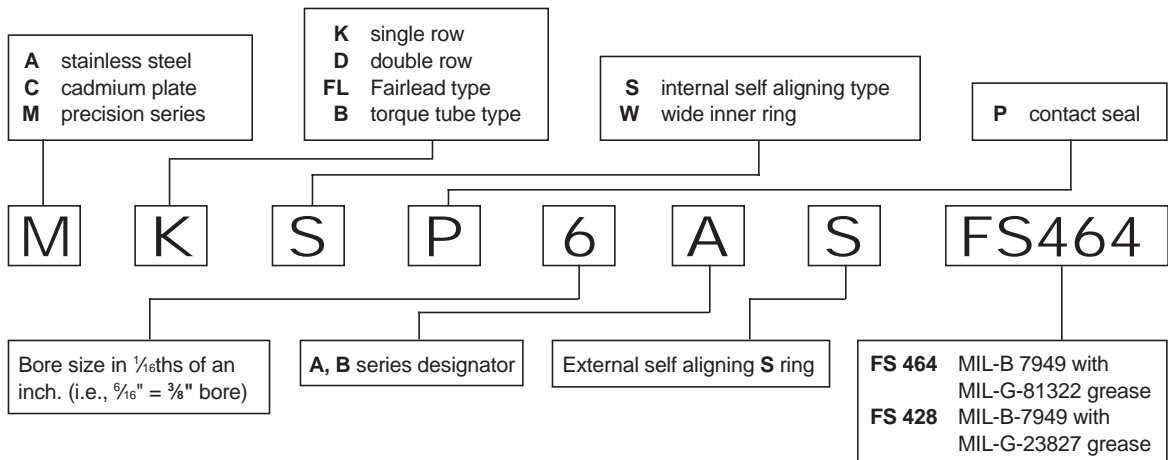 A stainless steel
C cadmium plate
M precision series
K single row
D double row
FL Fairlead type
B torque tube type
S internal self aligning type
W wide inner ring
P contact seal
M K S P 6 A S FS464
Bore size in 1⁄16ths of an
inch. (i.e., 6⁄16" = 3⁄8" bore)
A, B series designator
External self aligning S ring
FS 464 MIL-B 7949 with
MIL-G-81322 grease
FS 428 MIL-B-7949 with
MIL-G-23827 grease